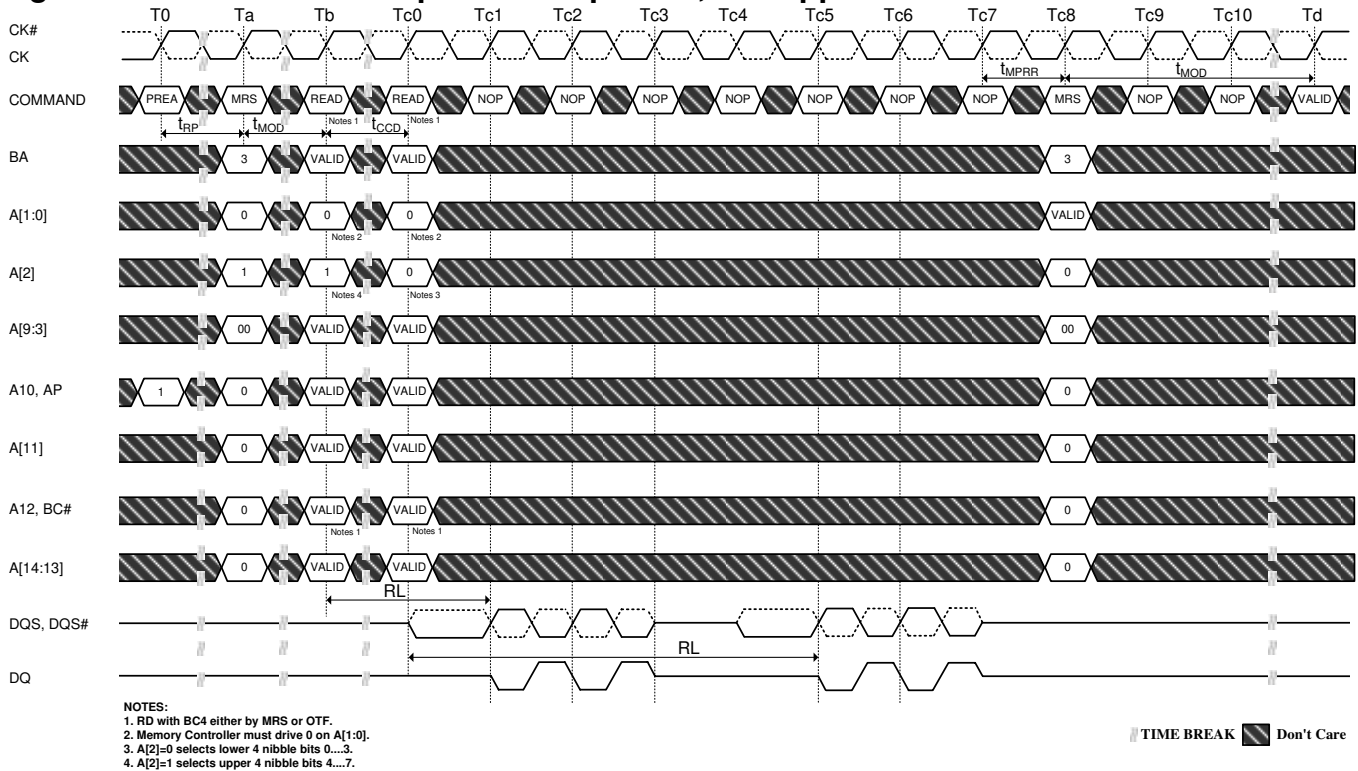 T0 Ta Tb Tc0 Tc1 Tc2 Tc3 Tc4 Tc5 Tc6 Tc7 Tc8 Tc9 Tc10 Td
CK#
CK
tMPRR tMOD
COMMAND PREA MRS READ READ NOP NOP NOP NOP NOP NOP NOP MRS NOP NOP VALID
Notes 1 Notes 1
tRP tMOD tCCD
BA 3 VALID VALID 3
A[1:0] 0 0 0 VALID
Notes 2 Notes 2
A[2] 1 1 0 0
Notes 4 Notes 3
A[9:3] 00 VALID VALID 00
A10, AP 1 0 VALID VALID 0
A[11] 0 VALID VALID 0
A12, BC# 0 VALID VALID 0
Notes 1 Notes 1
A[14:13] 0 VALID VALID 0
RL
DQS, DQS#
RL
DQ
NOTES:
1. RD with BC4 either by MRS or OTF.
2. Memory Controller must drive 0 on A[1:0].
3. A[2]=0 selects lower 4 nibble bits 0....3.
4. A[2]=1 selects upper 4 nibble bits 4....7.
TIME BREAK Don't Care